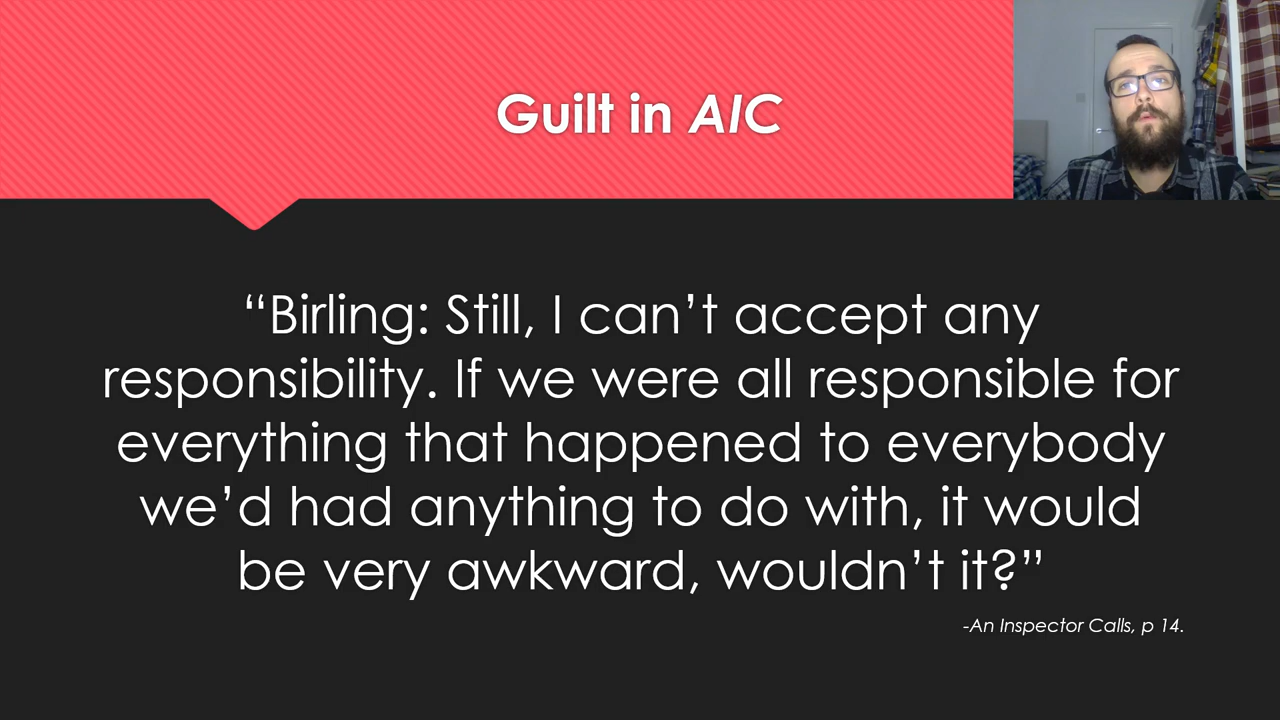 Guilt in AIC
“Birling: Still, I can’t accept any
responsibility. If we were all responsible for
everything that happened to everybody
we’d had anything to do with, it would
be very awkward, wouldn’t it?”
-An Inspector Calls, p 14.